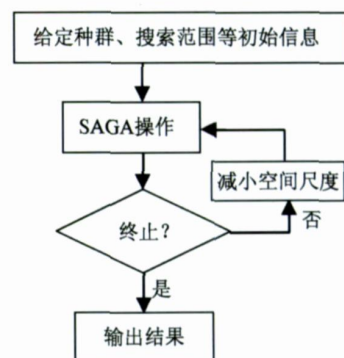 给定种群、搜索范围等初始信息
SAGA操作
减小空间尺度
终止?
否
是
输出结果